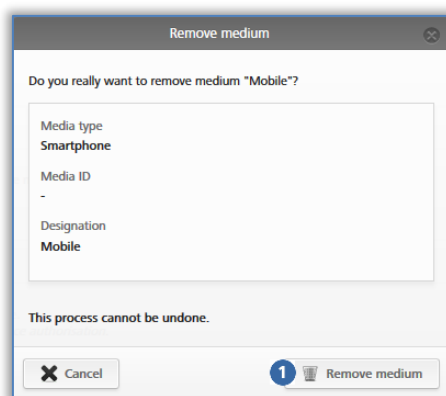 Remove medium
Do you really want to remove medium "Mobile"?
Media type
Smartphone
Media ID
-
Designation
Mobile
This process cannot be undone.
Cancel
1 Remove medium